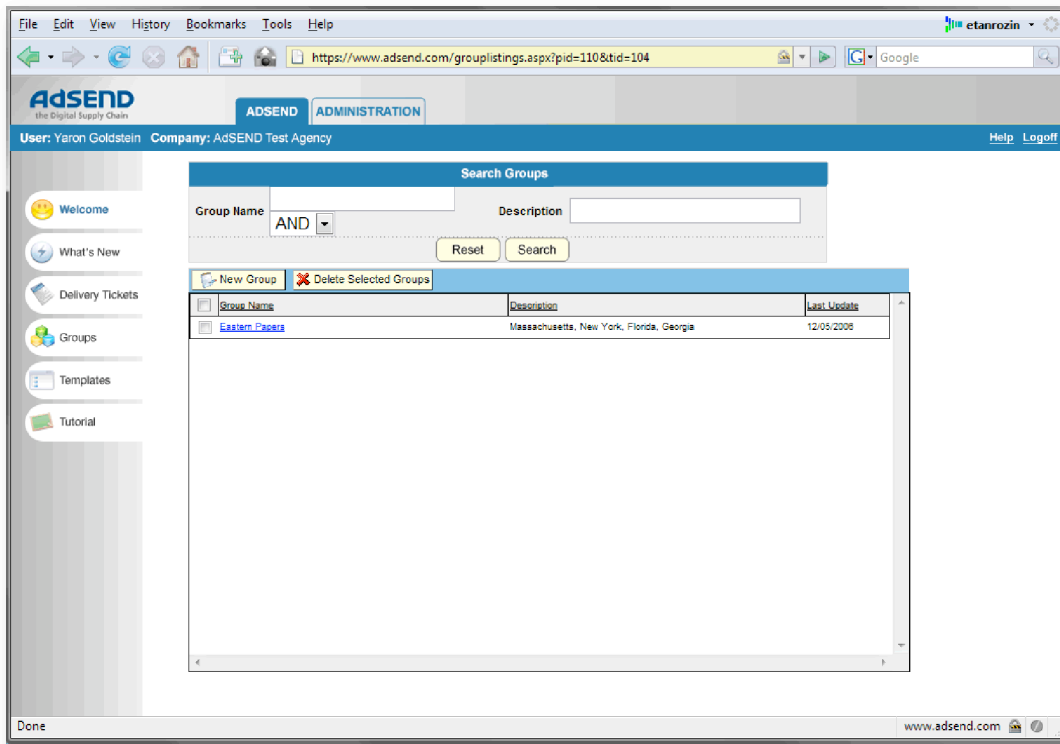 File Edit View History Bookmarks Tools Help etanrozin
https://www.adsend.com/grouplistings.aspx?pid=110&tid=104 G Google
AdSEND
the Digital Supply Chain
ADSEND ADMINISTRATION
User: Yaron Goldstein Company: AdSEND Test Agency Help Logoff
Search Groups
Group Name Description
AND
Reset Search
New Group Delete Selected Groups
Group Name Description Last Update
Eastern Papers Massachusetts, New York, Florida, Georgia 12/05/2006
Welcome
What's New
Delivery Tickets
Groups
Templates
Tutorial
Done www.adsend.com